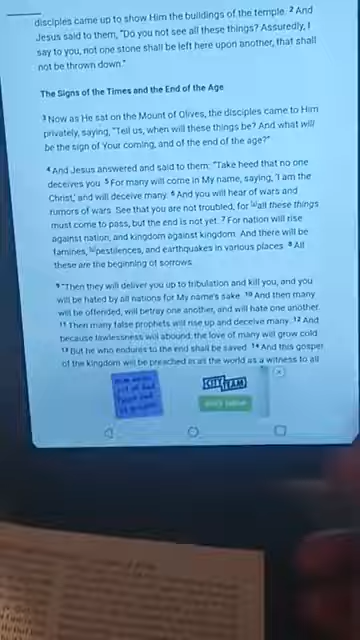 disciples came up to show Him the buildings of the temple. 2 And
Jesus said to them, "Do you not see all these things? Assuredly, I
say to you, not one stone shall be left here upon another, that shall
not be thrown down."
The Signs of the Times and the End of the Age
3 Now as He sat on the Mount of Olives, the disciples came to Him
privately, saying, "Tell us, when will these things be? And what will
be the sign of Your coming, and of the end of the age?"
4 And Jesus answered and said to them: "Take heed that no one
deceives you. 5 For many will come in My name, saying, 'I am the
Christ,' and will deceive many. 6 And you will hear of wars and
rumors of wars. See that you are not troubled; for [a]all these things
must come to pass, but the end is not yet. 7 For nation will rise
against nation, and kingdom against kingdom. And there will be
famines, [b]pestilences, and earthquakes in various places. 8 All
these are the beginning of sorrows.
9 "Then they will deliver you up to tribulation and kill you, and you
will be hated by all nations for My name's sake. 10 And then many
will be offended, will betray one another, and will hate one another.
11 Then many false prophets will rise up and deceive many. 12 And
because lawlessness will abound, the love of many will grow cold.
13 But he who endures to the end shall be saved. 14 And this gospel
of the kingdom will be preached in all the world as a witness to all
CITY TEAM